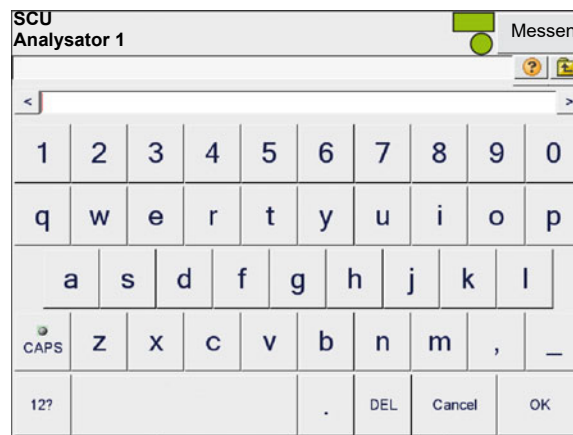 SCU
Analysator 1
Messen
?
< >
1 2 3 4 5 6 7 8 9 0
q w e r t y u i o p
a s d f g h j k l
CAPS z x c v b n m , _
12? . DEL Cancel OK